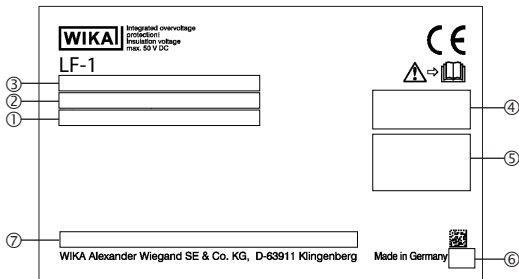 WIKA
Integrated overvoltage
protection!
Insulation voltage
max. 50 V DC
CE
LF-1
③
②
①
④
⑤
⑦
WIKA Alexander Wiegand SE & Co. KG, D-63911 Klingenberg
Made in Germany
⑥